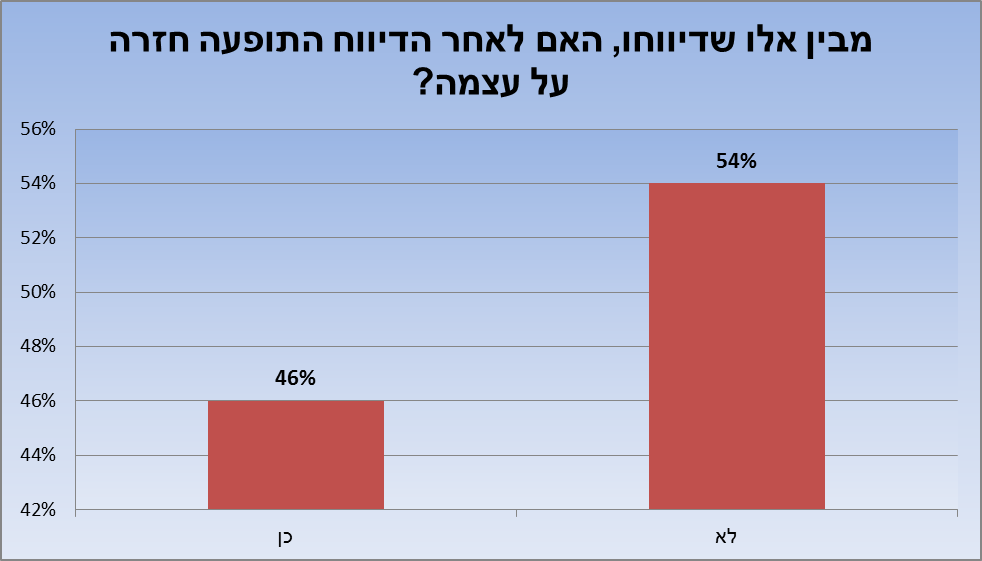 מבין אלו שדיווחו, האם לאחר הדיווח התופעה חזרה
על עצמה?
56%
54%
52%
50%
48%
46%
44%
42%
46%
54%
כן
לא